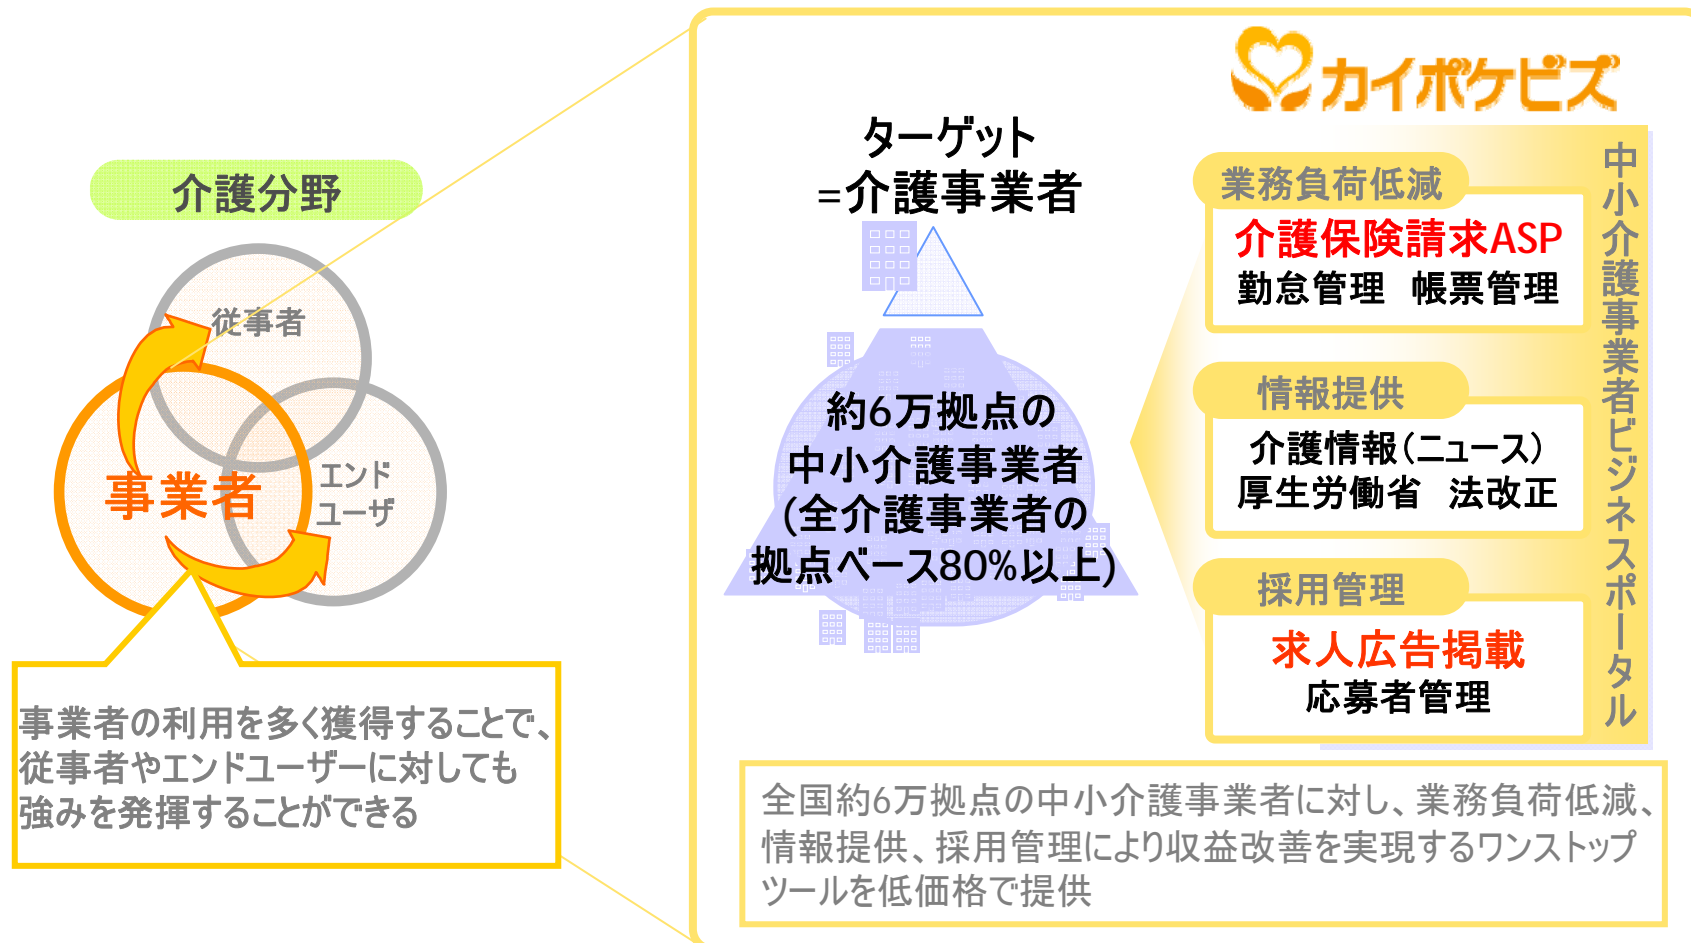 介護分野
従事者
事業者
エンド
ユーザ
事業者の利用を多く獲得することで、
従事者やエンドユーザーに対しても
強みを発揮することができる
カイポケビズ
ターゲット
=介護事業者
約6万拠点の
中小介護事業者
(全介護事業者の
拠点ベース80%以上)
業務負荷低減
介護保険請求ASP
勤怠管理 帳票管理
情報提供
介護情報(ニュース)
厚生労働省 法改正
採用管理
求人広告掲載
応募者管理
中小介護事業者ビジネスポータル
全国約6万拠点の中小介護事業者に対し、業務負荷低減、
情報提供、採用管理により収益改善を実現するワンストップ
ツールを低価格で提供